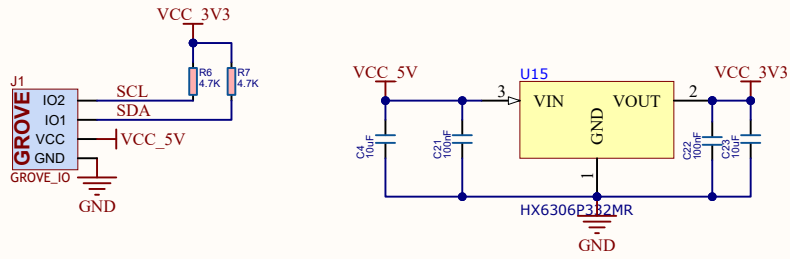 VCC_3V3
J1
GROVE
IO2
IO1
VCC
GND
GROVE_IO
SCL
SDA
VCC_5V
GND
R6
4.7K
R7
4.7K
VCC_5V
U15
VCC_3V3
3
VIN
VOUT
2
GND
1
C4
10uF
C21
100nF
C22
100nF
C23
10uF
HX6306P332MR
GND